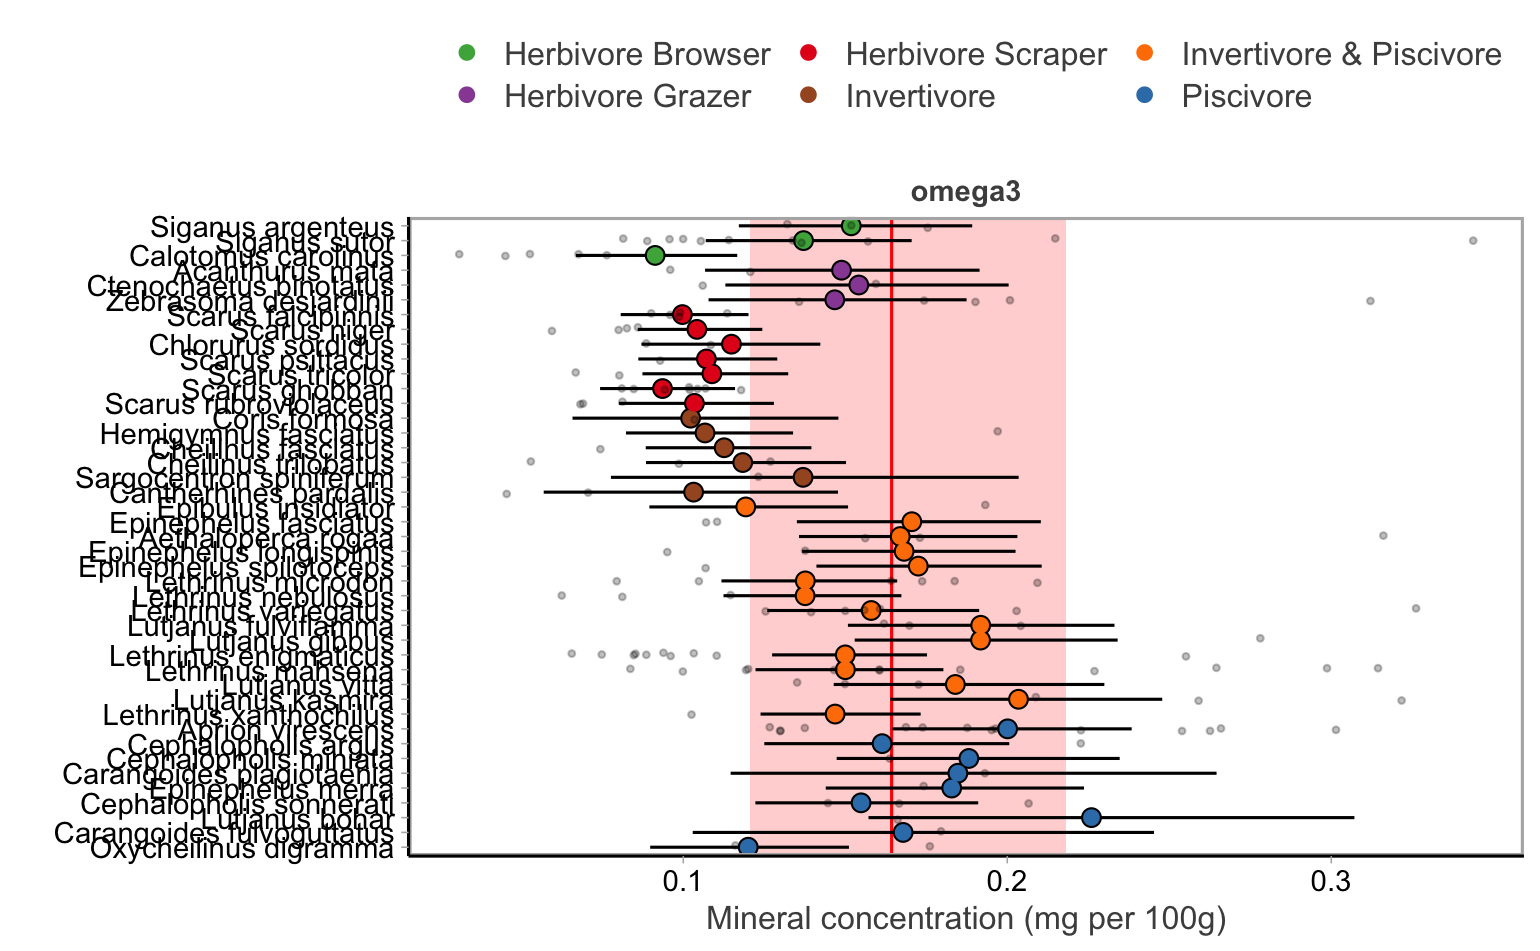 Herbivore Browser Herbivore Scraper Invertivore & Piscivore
Herbivore Grazer Invertivore Piscivore
omega3
Siganus argenteus
Siganus sutor
Calotomus carolinus
Acanthurus mata
Ctenochaetus binotatus
Zebrasoma desjardinii
Scarus falcipinnis
Scarus niger
Chlorurus sordidus
Scarus psittacus
Scarus tricolor
Scarus ghobban
Scarus rubroviolaceus
Coris formosa
Hemigymnus fasciatus
Cheilinus fasciatus
Cheilinus trilobatus
Sargocentron spiniferum
Cantherhines pardalis
Epibulus insidiator
Epinephelus fasciatus
Aethaloperca rogaa
Epinephelus longispinis
Epinephelus spilotoceps
Lethrinus microdon
Lethrinus nebulosus
Lethrinus variegatus
Lutjanus fulviflamma
Lutjanus gibbus
Lethrinus enigmaticus
Lethrinus mahsena
Lutjanus vitta
Lutjanus kasmira
Lethrinus xanthochilus
Aprion virescens
Cephalopholis argus
Cephalopholis miniata
Carangoides plagiotaenia
Epinephelus merra
Cephalopholis sonnerati
Lutjanus bohar
Carangoides fulvoguttatus
Oxycheilinus digramma
0.1 0.2 0.3
Mineral concentration (mg per 100g)